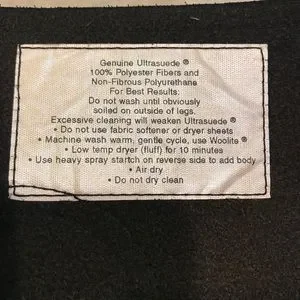 Genuine Ultrasuede ®
100% Polyester Fibers and
Non-Fibrous Polyurethane
For Best Results:
Do not wash until obviously
soiled on outside of legs.
Excessive cleaning will weaken Ultrasuede ®
• Do not use fabric softener or dryer sheets
• Machine wash warm, gentle cycle, use Woolite ®
• Low temp dryer (fluff) for 10 minutes
• Use heavy spray startch on reverse side to add body
• Air dry
• Do not dry clean